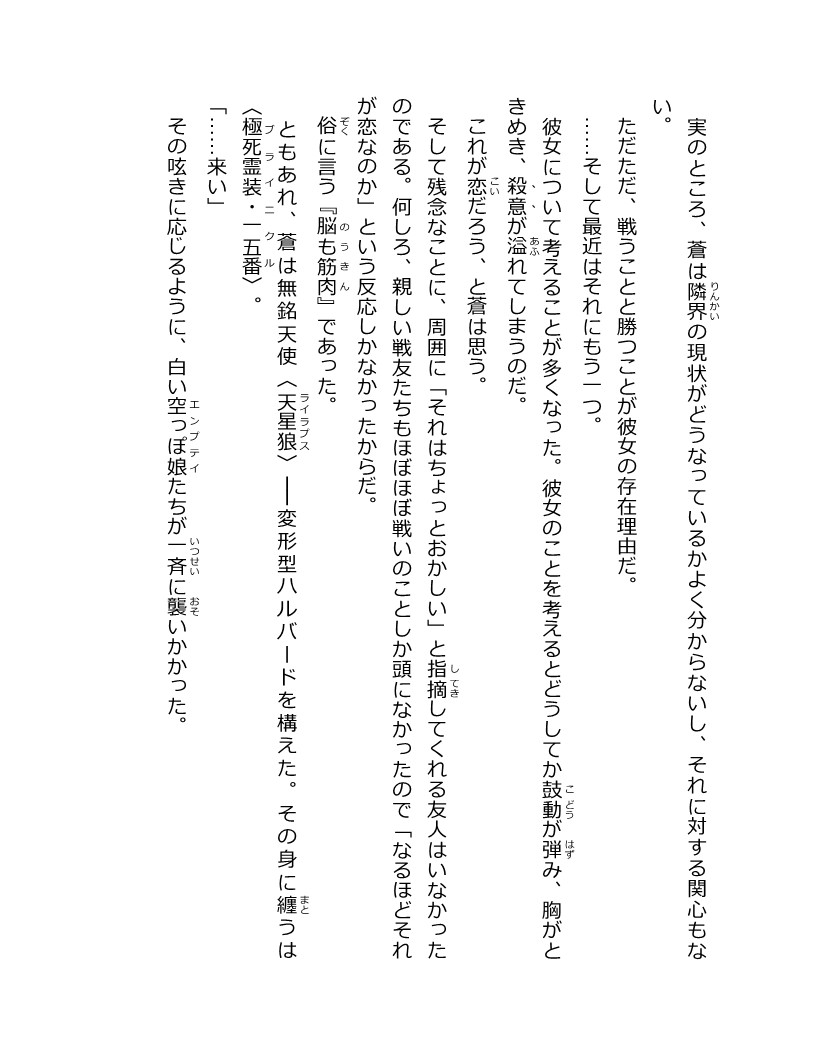 実のところ、蒼は隣界の現状がどうなっているかよく分からないし、それに対する関心もな
い。
　ただただ、戦うことと勝つことが彼女の存在理由だ。
　……そして最近はそれにもう一つ。
　彼女について考えることが多くなった。彼女のことを考えるとどうしてか鼓動が弾み、胸がと
きめき、殺意が溢れてしまうのだ。
　これが恋だろう、と蒼は思う。
　そして残念なことに、周囲に「それはちょっとおかしい」と指摘してくれる友人はいなかった
のである。何しろ、親しい戦友たちもほぼほぼ戦いのことしか頭になかったので「なるほどそれ
が恋なのか」という反応しかなかったからだ。
　俗に言う『脳も筋肉』であった。
　ともあれ、蒼は無銘天使〈天星狼〉――変形型ハルバードを構えた。その身に纏うは
〈極死霊装・一五番〉。
「……来い」
　その呟きに応じるように、白い空っぽ娘たちが一斉に襲いかかった。